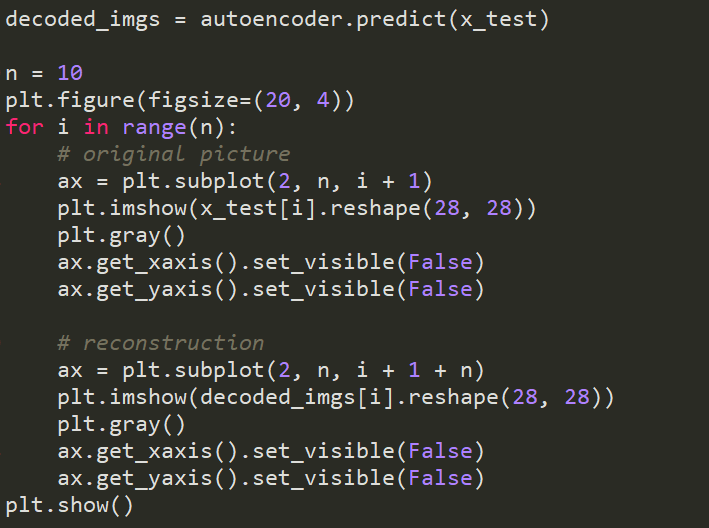 decoded_imgs = autoencoder.predict(x_test)

n = 10
plt.figure(figsize=(20, 4))
for i in range(n):
    # original picture
    ax = plt.subplot(2, n, i + 1)
    plt.imshow(x_test[i].reshape(28, 28))
    plt.gray()
    ax.get_xaxis().set_visible(False)
    ax.get_yaxis().set_visible(False)

    # reconstruction
    ax = plt.subplot(2, n, i + 1 + n)
    plt.imshow(decoded_imgs[i].reshape(28, 28))
    plt.gray()
    ax.get_xaxis().set_visible(False)
    ax.get_yaxis().set_visible(False)
plt.show()